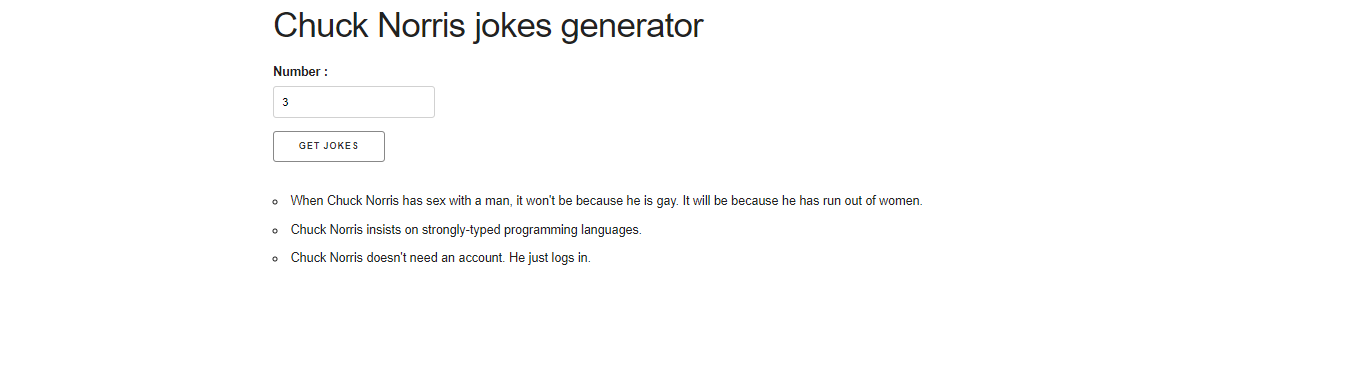 Chuck Norris jokes generator
Number :
3
GET JOKES
When Chuck Norris has sex with a man, it won't be because he is gay. It will be because he has run out of women.
Chuck Norris insists on strongly-typed programming languages.
Chuck Norris doesn't need an account. He just logs in.